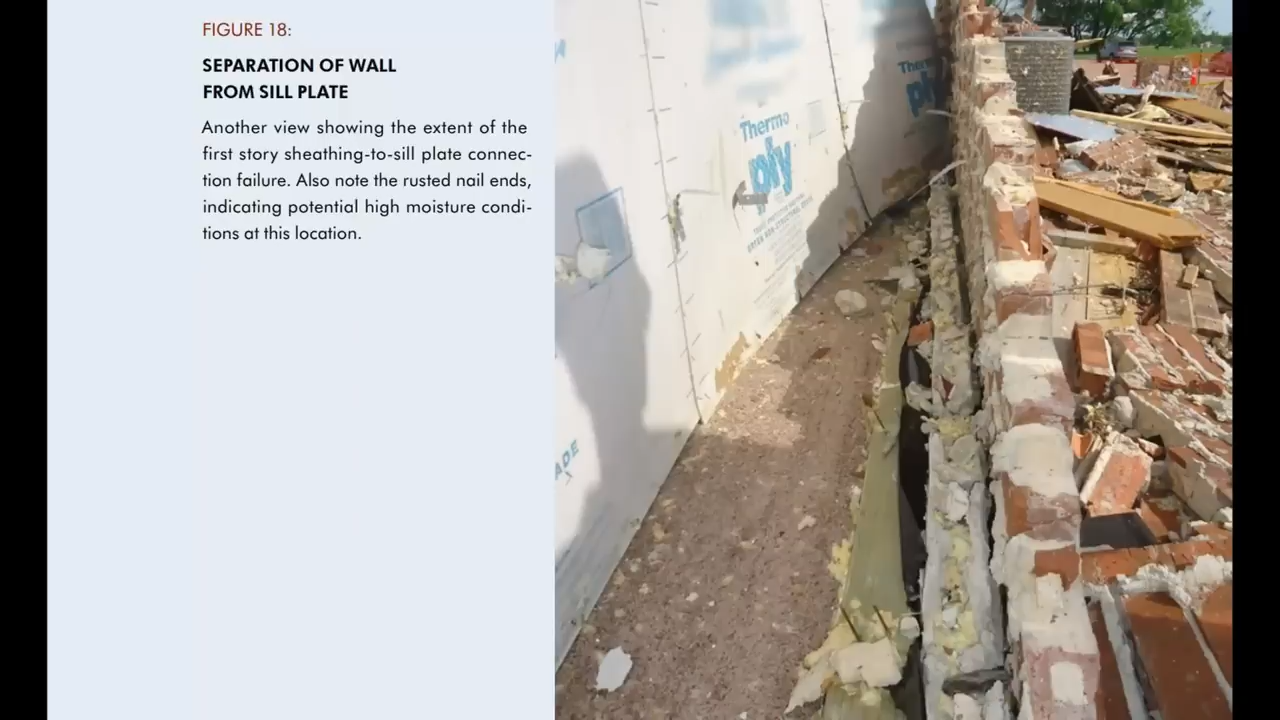 FIGURE 18:
SEPARATION OF WALL
FROM SILL PLATE
Another view showing the extent of the
first story sheathing-to-sill plate connec-
tion failure. Also note the rusted nail ends,
indicating potential high moisture condi-
tions at this location.
Thermo
ply
Thermo
ply
ADE